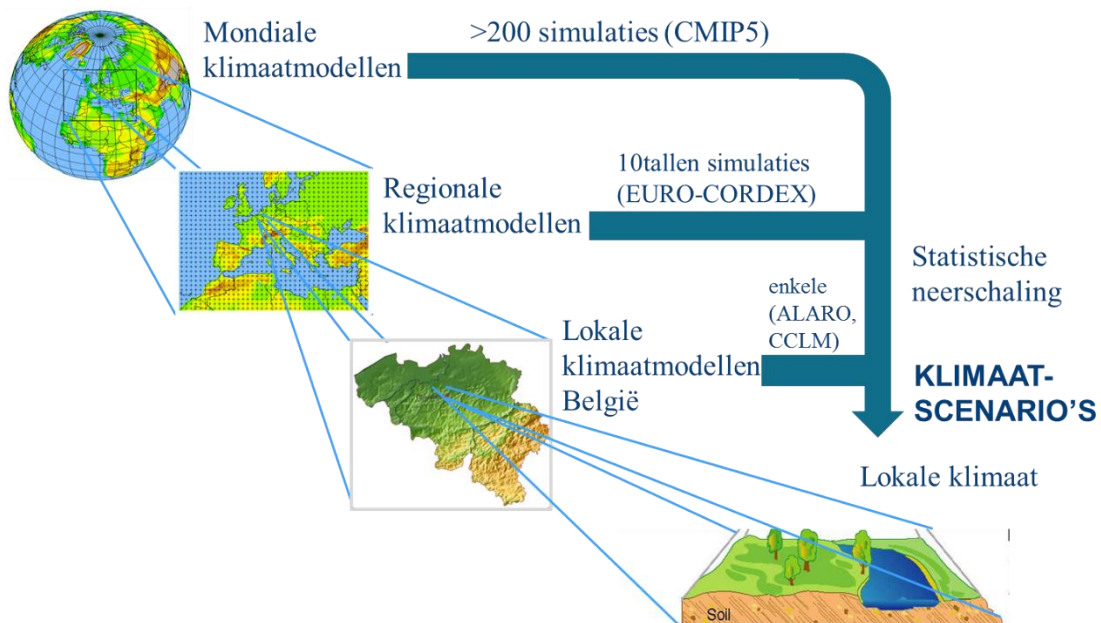 Mondiale
klimaatmodellen
>200 simulaties (CMIP5)
Regionale
klimaatmodellen
10tallen simulaties
(EURO-CORDEX)
Statistische
neerschaling
Lokale
klimaatmodellen
België
enkele
(ALARO,
CCLM)
KLIMAAT-
SCENARIO'S
Lokale klimaat
Soil